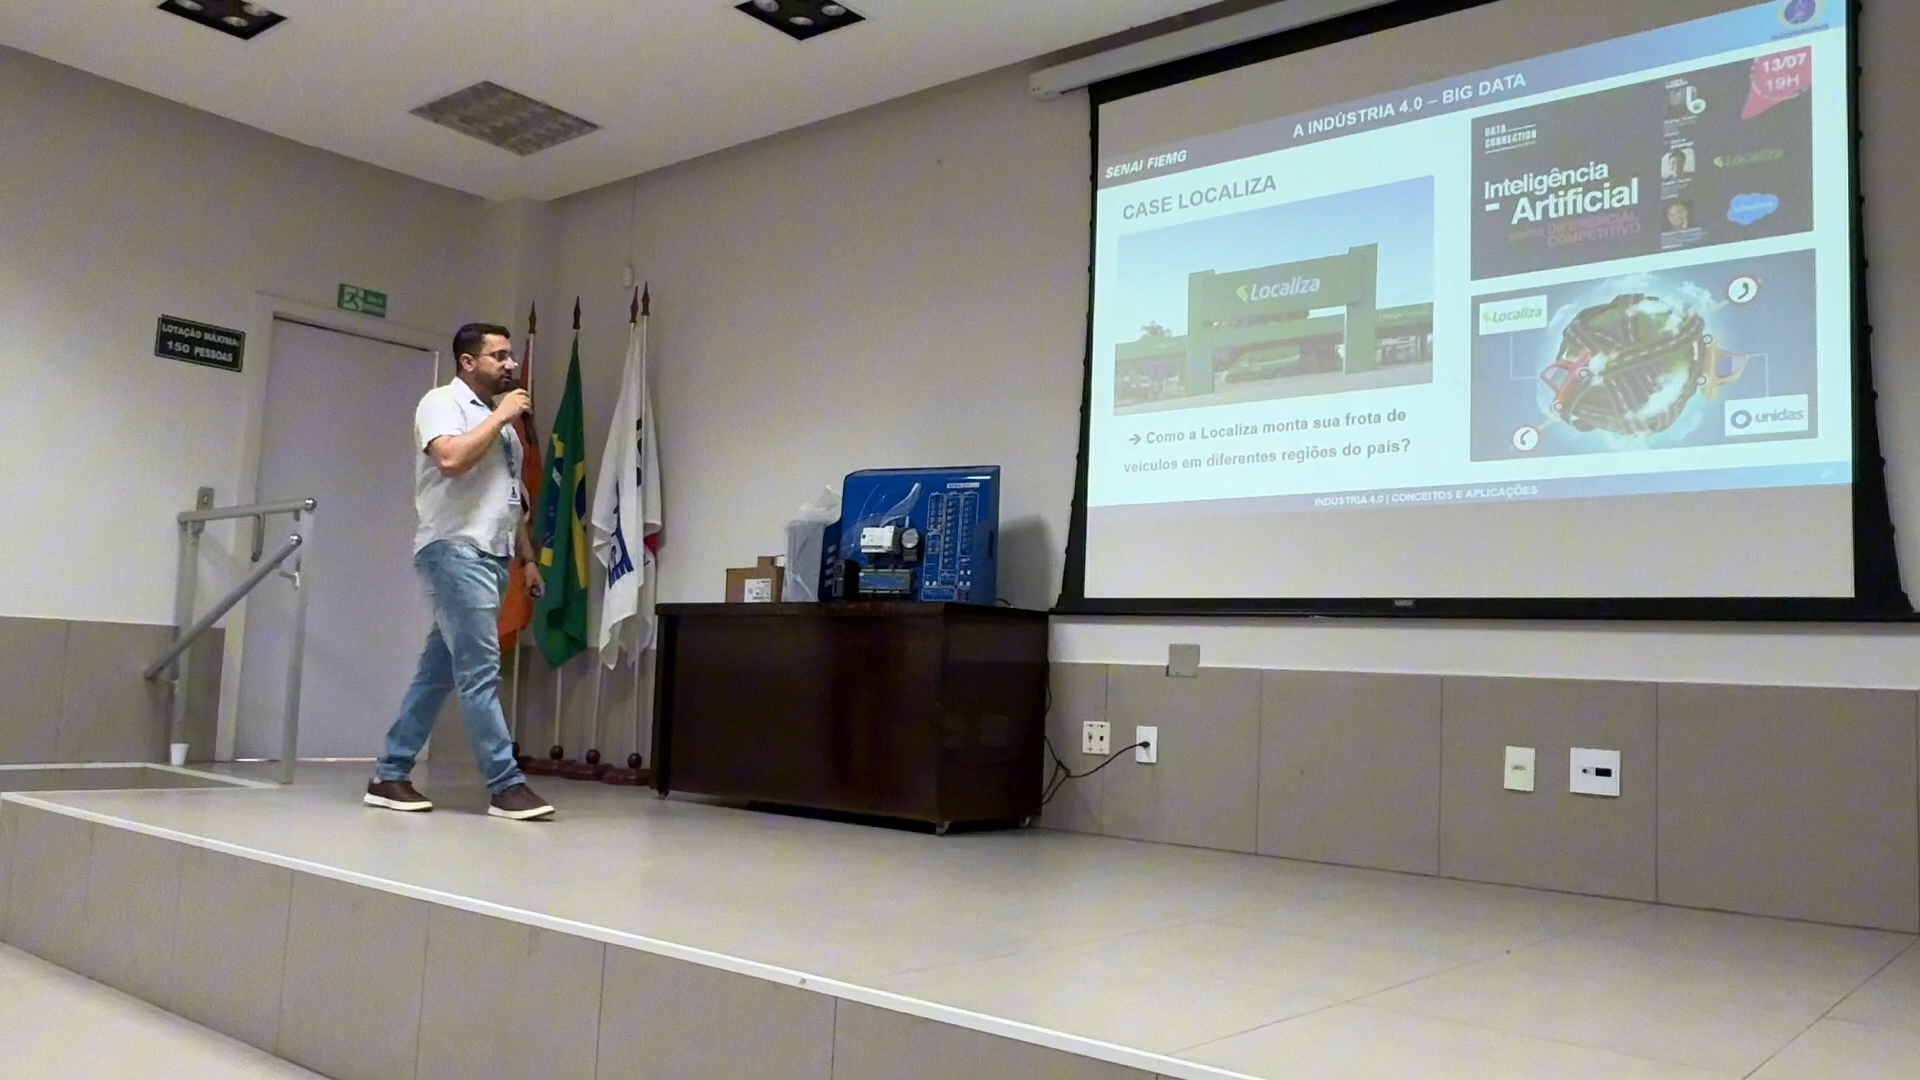 LOTAÇÃO MÁXIMA:
150 PESSOAS
A INDÚSTRIA 4.0 – BIG DATA
SENAI FIEMG
CASE LOCALIZA
Localiza
➔ Como a Localiza monta sua frota de
veículos em diferentes regiões do país?
13/07
19H
DATA
CONNECTION
Inteligência
Artificial
como DIFERENCIAL
COMPETITIVO
Localiza
Localiza
unidas
INDÚSTRIA 4.0 | CONCEITOS E APLICAÇÕES